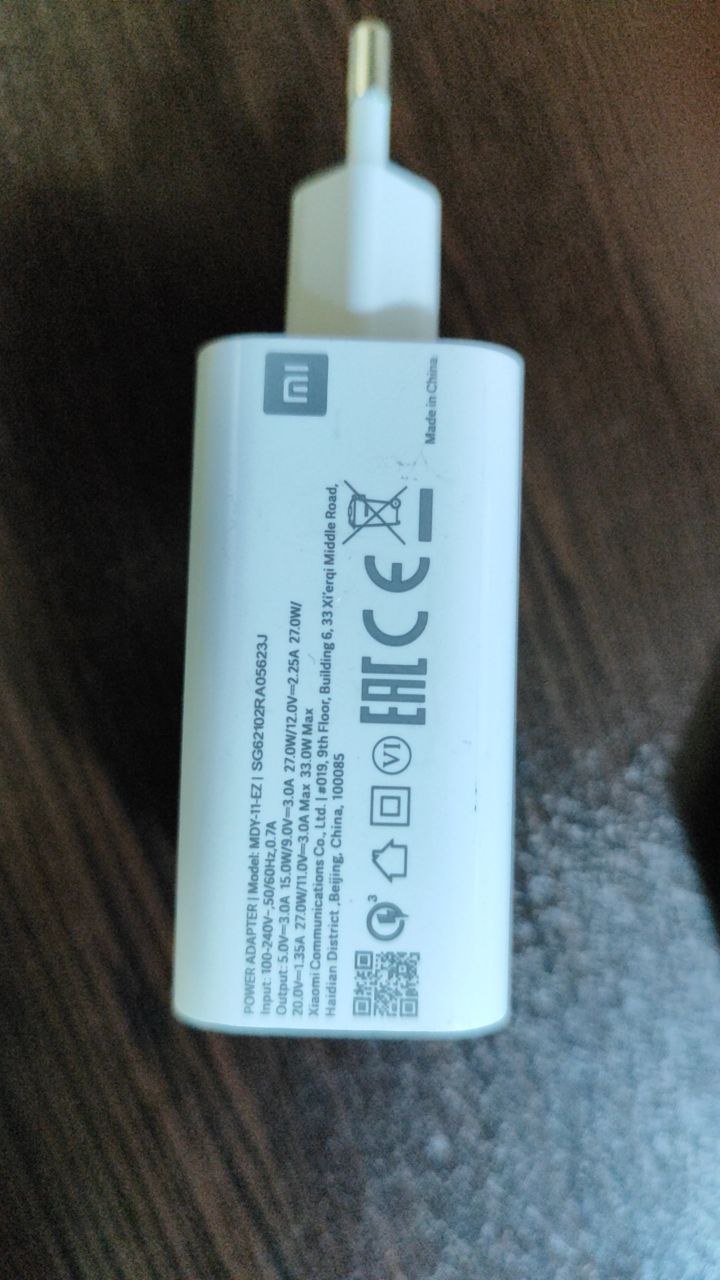 mi
Made in China
POWER ADAPTER | Model: MDY-11-EZ | SG62102RA05623J
Input: 100-240V~,50/60Hz,0.7A
Output: 5.0V⎓3.0A 15.0W/9.0V⎓3.0A 27.0W/12.0V⎓2.25A 27.0W/
20.0V⎓1.35A 27.0W/11.0V⎓3.0A Max 33.0W Max
Xiaomi Communications Co., Ltd. | #019, 9th Floor, Building 6, 33 Xi'erqi Middle Road,
Haidian District ,Beijing, China, 100085
3 VI EAC CE